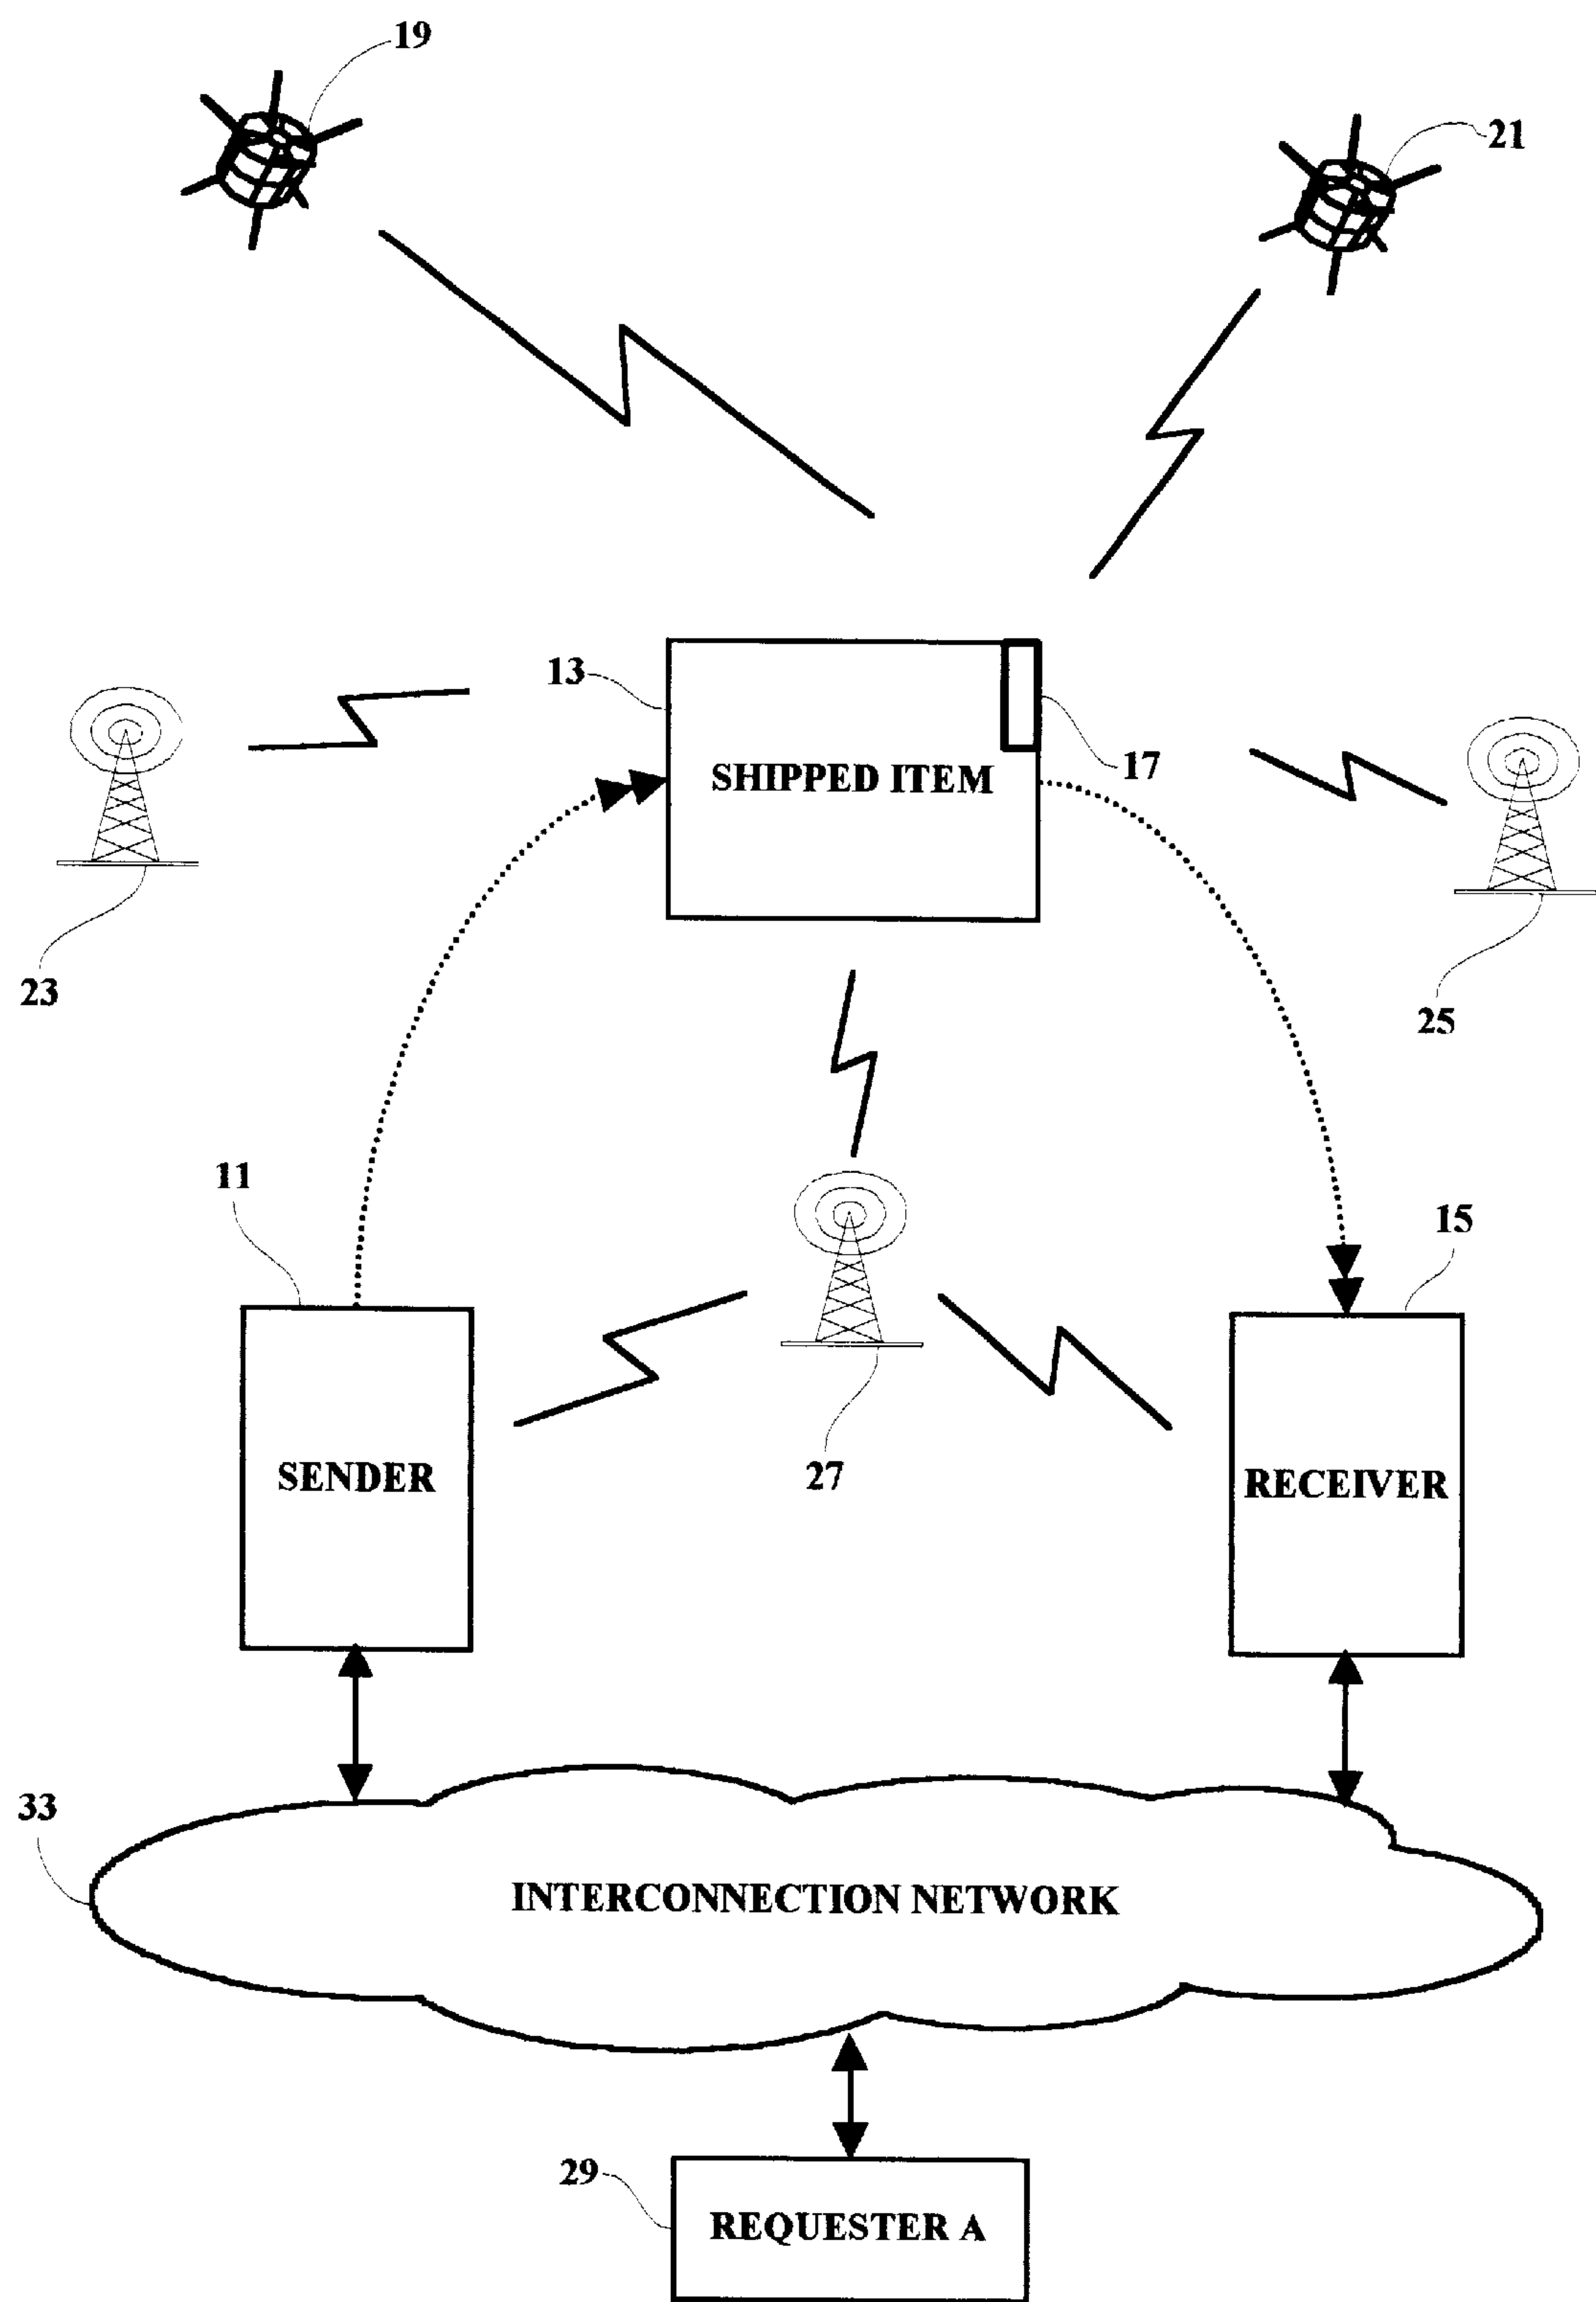 19
21
13
SHIPPED ITEM
17
23
25
11
15
SENDER
27
RECEIVER
33
INTERCONNECTION NETWORK
29
REQUESTER A